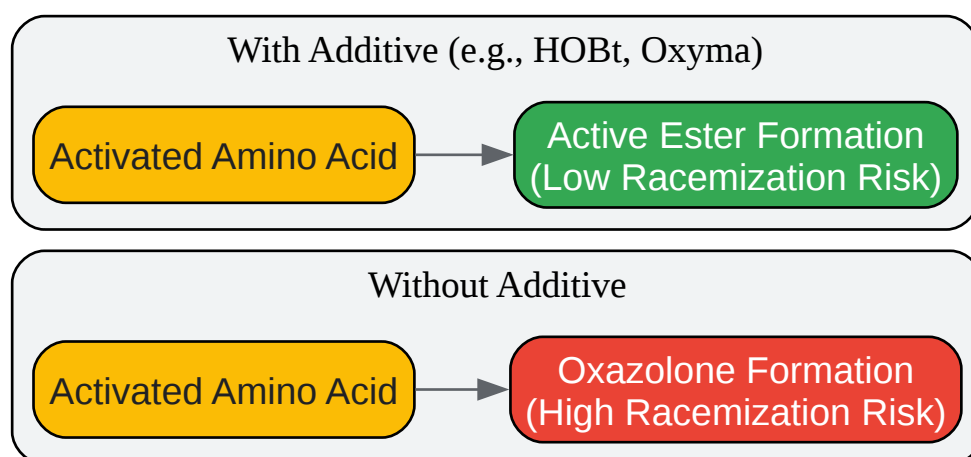 With Additive (e.g., HOBt, Oxyma)
Activated Amino Acid
Active Ester Formation
(Low Racemization Risk)
Without Additive
Activated Amino Acid
Oxazolone Formation
(High Racemization Risk)